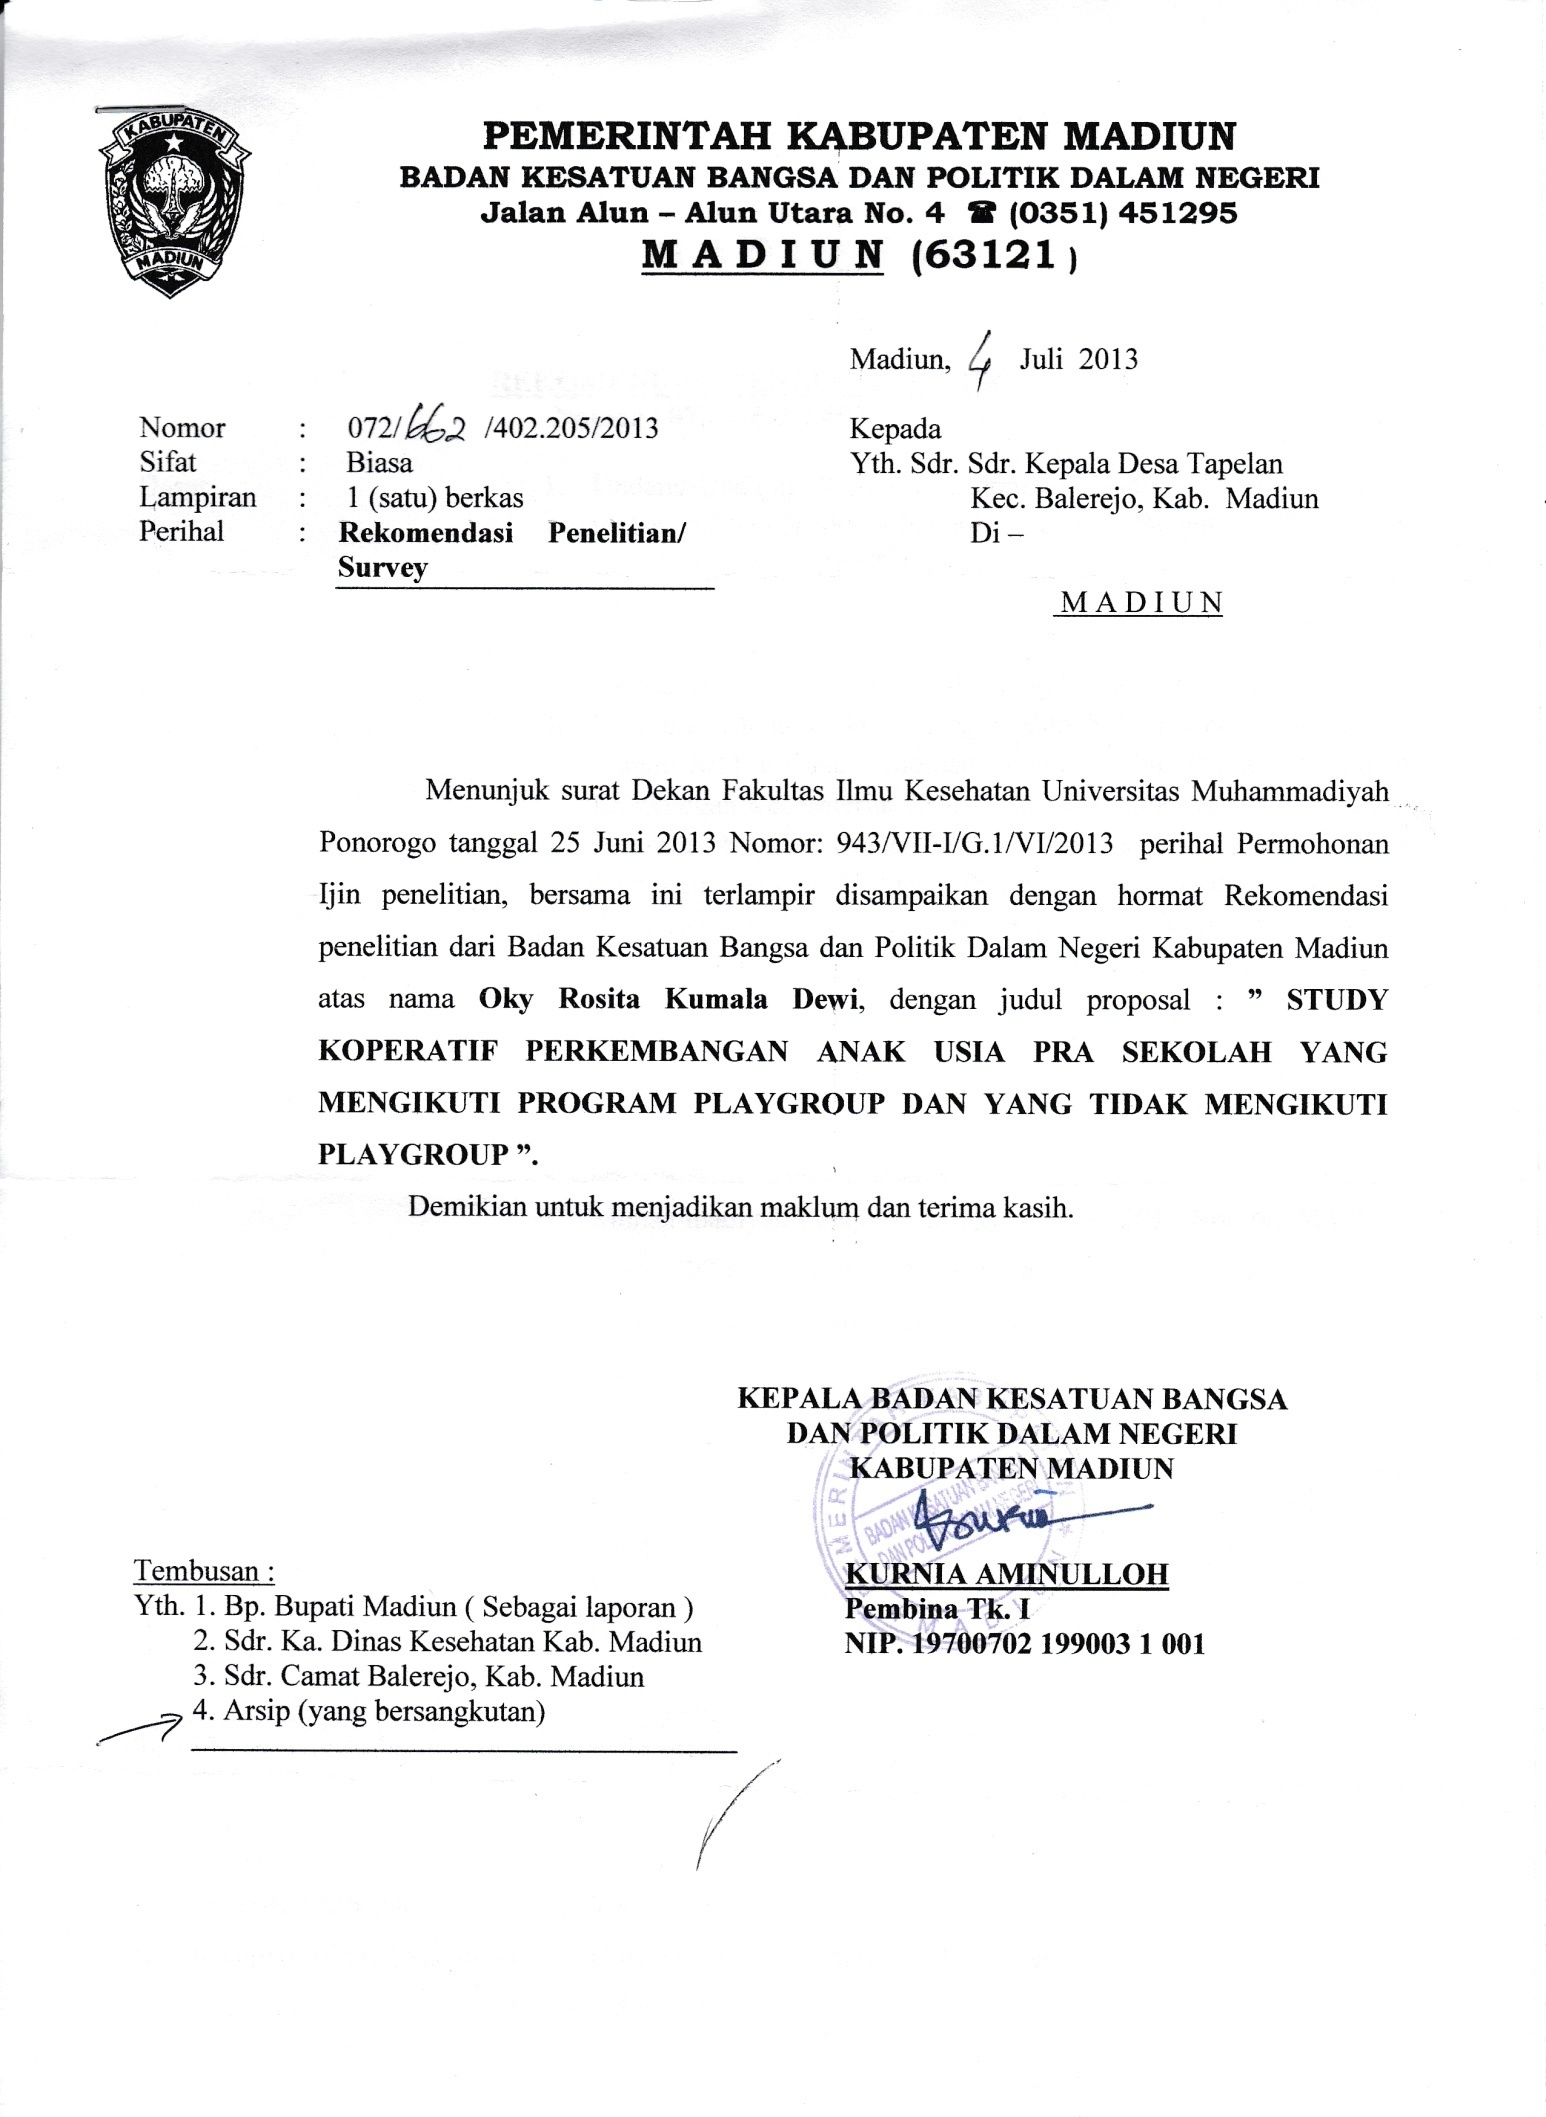 KABUPATEN
MADIUN
PEMERINTAH KABUPATEN MADIUN
BADAN KESATUAN BANGSA DAN POLITIK DALAM NEGERI
Jalan Alun – Alun Utara No. 4 ☎ (0351) 451295
M A D I U N (63121 )
Madiun, 4 Juli 2013
Nomor : 072/662 /402.205/2013
Sifat : Biasa
Lampiran : 1 (satu) berkas
Perihal : Rekomendasi Penelitian/
Survey
Kepada
Yth. Sdr. Sdr. Kepala Desa Tapelan
Kec. Balerejo, Kab. Madiun
Di –
M A D I U N
Menunjuk surat Dekan Fakultas Ilmu Kesehatan Universitas Muhammadiyah
Ponorogo tanggal 25 Juni 2013 Nomor: 943/VII-I/G.1/VI/2013 perihal Permohonan
Ijin penelitian, bersama ini terlampir disampaikan dengan hormat Rekomendasi
penelitian dari Badan Kesatuan Bangsa dan Politik Dalam Negeri Kabupaten Madiun
atas nama Oky Rosita Kumala Dewi, dengan judul proposal : ” STUDY
KOPERATIF PERKEMBANGAN ANAK USIA PRA SEKOLAH YANG
MENGIKUTI PROGRAM PLAYGROUP DAN YANG TIDAK MENGIKUTI
PLAYGROUP ”.
Demikian untuk menjadikan maklum dan terima kasih.
KEPALA BADAN KESATUAN BANGSA
DAN POLITIK DALAM NEGERI
KABUPATEN MADIUN
BADAN KESATUAN BANGSA
DAN POLITIK DALAM NEGERI
KURNIA AMINULLOH
Pembina Tk. I
NIP. 19700702 199003 1 001
Tembusan :
Yth. 1. Bp. Bupati Madiun ( Sebagai laporan )
2. Sdr. Ka. Dinas Kesehatan Kab. Madiun
3. Sdr. Camat Balerejo, Kab. Madiun
4. Arsip (yang bersangkutan)